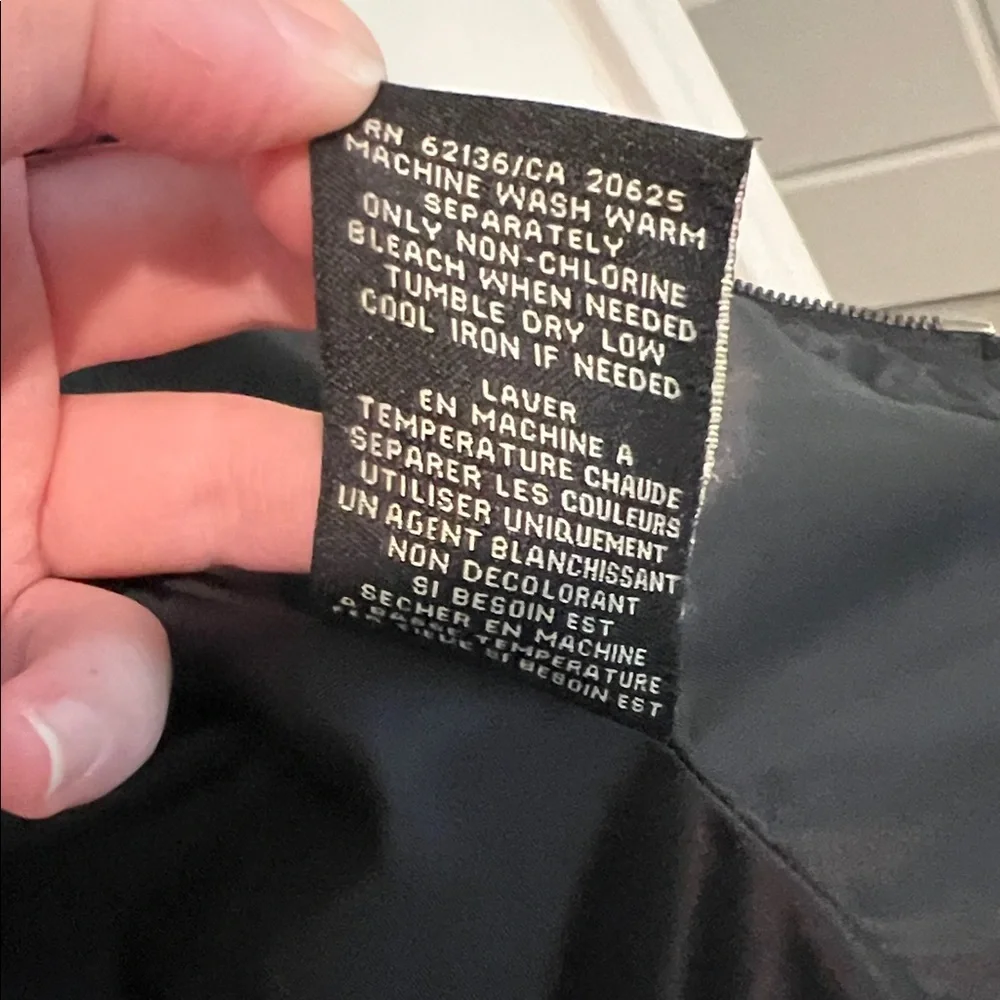 RN 62136/CA 20625
MACHINE WASH WARM
SEPARATELY
ONLY NON-CHLORINE
BLEACH WHEN NEEDED
TUMBLE DRY LOW
COOL IRON IF NEEDED
LAVER
EN MACHINE A
TEMPERATURE CHAUDE
SEPARER LES COULEURS
UTILISER UNIQUEMENT
UN AGENT BLANCHISSANT
NON DECOLORANT
SI BESOIN EST
SECHER EN MACHINE
A BASSE TEMPERATURE
SI BESOIN EST